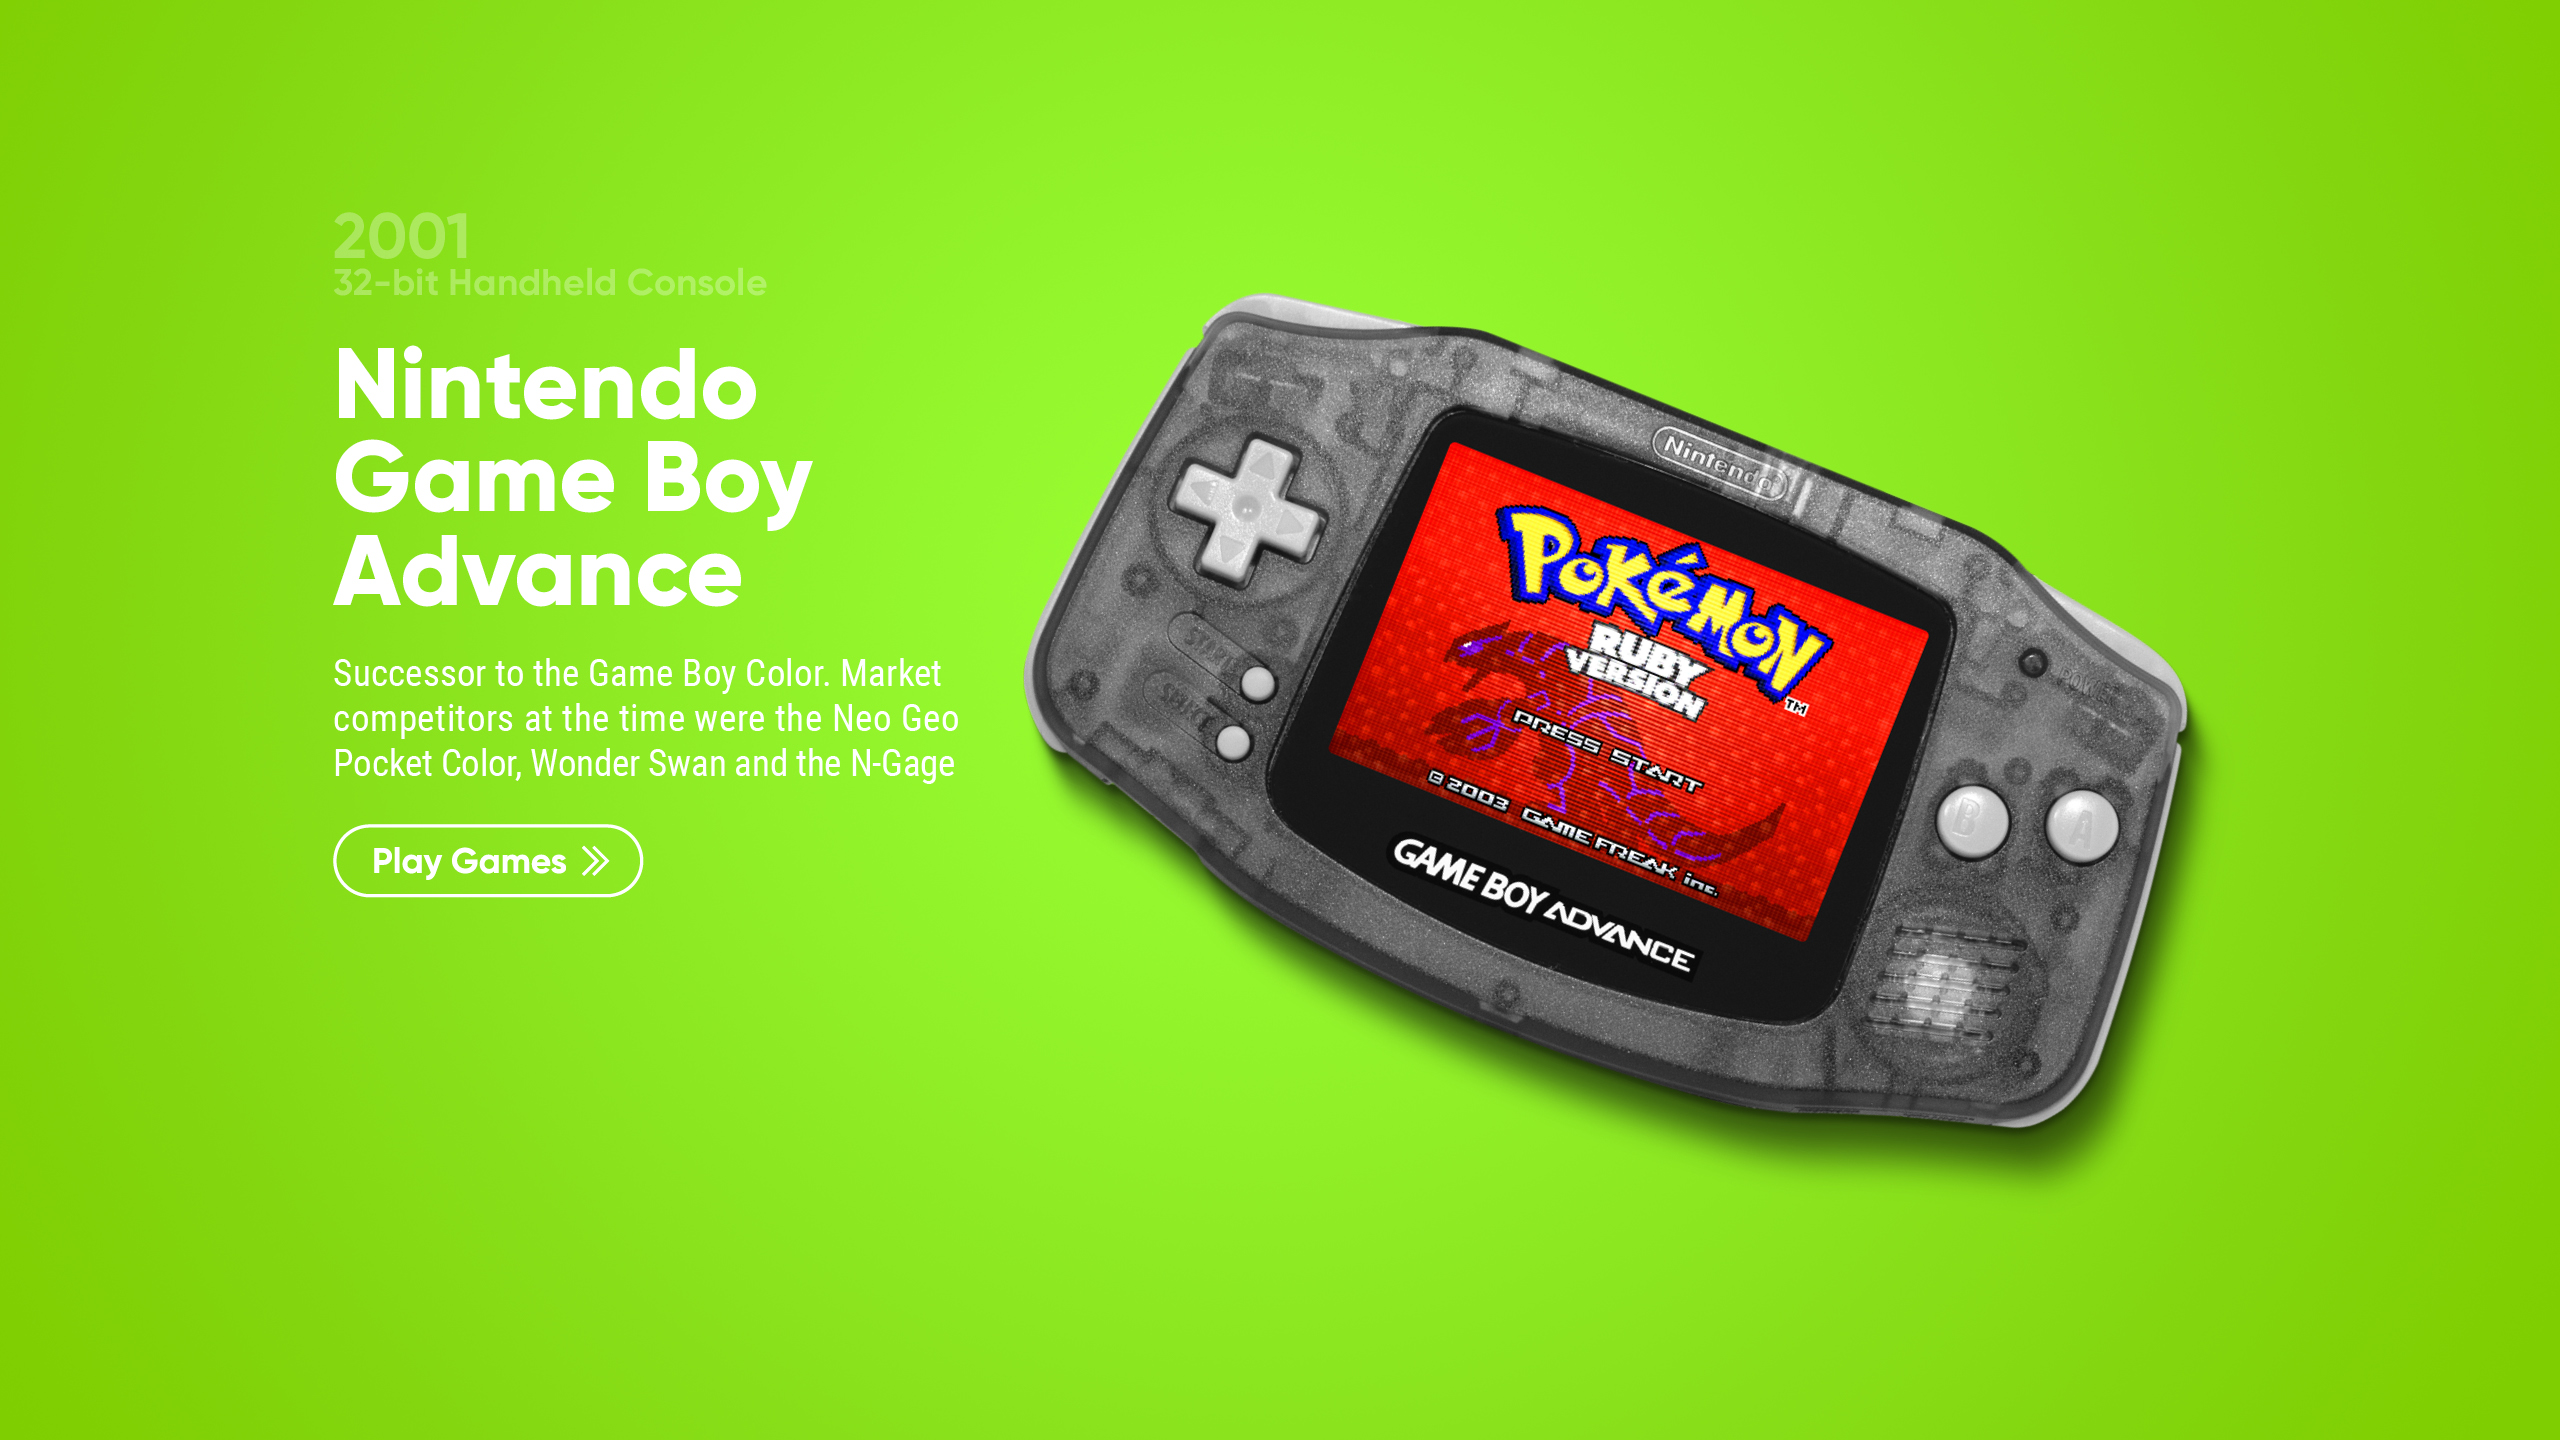 2001
32-bit Handheld Console
Nintendo
Game Boy
Advance
Successor to the Game Boy Color. Market
competitors at the time were the Neo Geo
Pocket Color, Wonder Swan and the N-Gage
Play Games
Nintendo
POKéMON
TM
RUBY
VERSION
PRESS START
©2003 GAME FREAK inc.
GAME BOY ADVANCE
START
SELECT
B
A